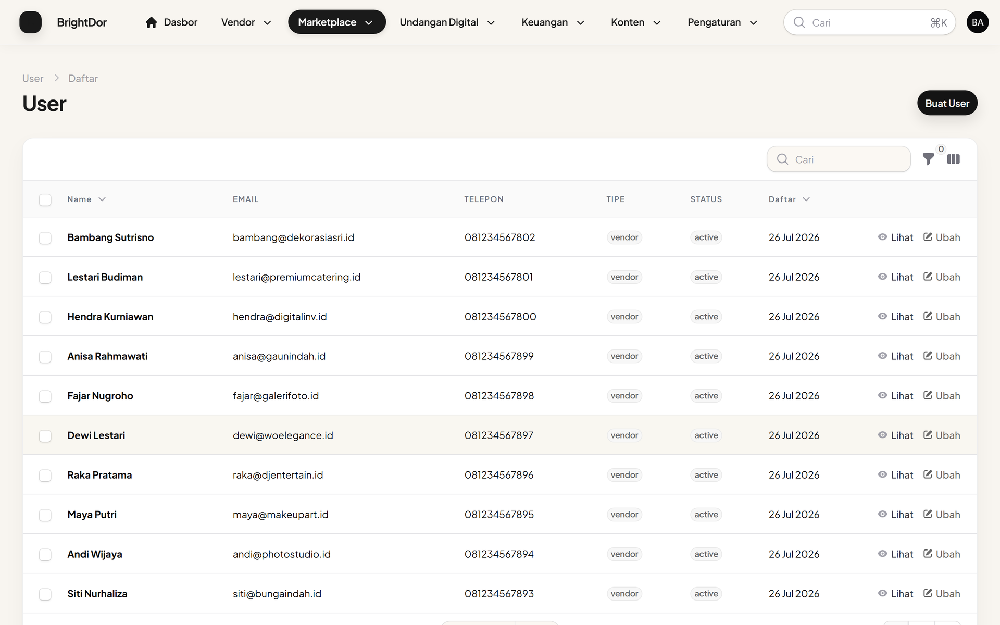 BrightDor Dasbor Vendor Marketplace Undangan Digital Keuangan Konten Pengaturan Cari ⌘K BA
User Daftar
User
Buat User
Cari 0
Name EMAIL TELEPON TIPE STATUS Daftar
Bambang Sutrisno bambang@dekorasiasri.id 081234567802 vendor active 26 Jul 2026 Lihat Ubah
Lestari Budiman lestari@premiumcatering.id 081234567801 vendor active 26 Jul 2026 Lihat Ubah
Hendra Kurniawan hendra@digitalinv.id 081234567800 vendor active 26 Jul 2026 Lihat Ubah
Anisa Rahmawati anisa@gaunindah.id 081234567899 vendor active 26 Jul 2026 Lihat Ubah
Fajar Nugroho fajar@galerifoto.id 081234567898 vendor active 26 Jul 2026 Lihat Ubah
Dewi Lestari dewi@woelegance.id 081234567897 vendor active 26 Jul 2026 Lihat Ubah
Raka Pratama raka@djentertain.id 081234567896 vendor active 26 Jul 2026 Lihat Ubah
Maya Putri maya@makeupart.id 081234567895 vendor active 26 Jul 2026 Lihat Ubah
Andi Wijaya andi@photostudio.id 081234567894 vendor active 26 Jul 2026 Lihat Ubah
Siti Nurhaliza siti@bungaindah.id 081234567893 vendor active 26 Jul 2026 Lihat Ubah